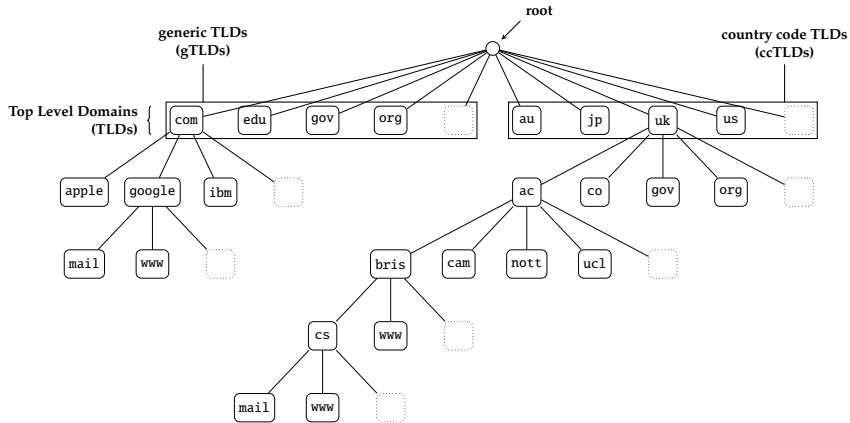 root
generic TLDs
(gTLDs)
country code TLDs
(ccTLDs)
Top Level Domains
(TLDs)
com edu gov org au jp uk us
apple google ibm ac co gov org
mail www bris cam nott ucl
cs www
mail www